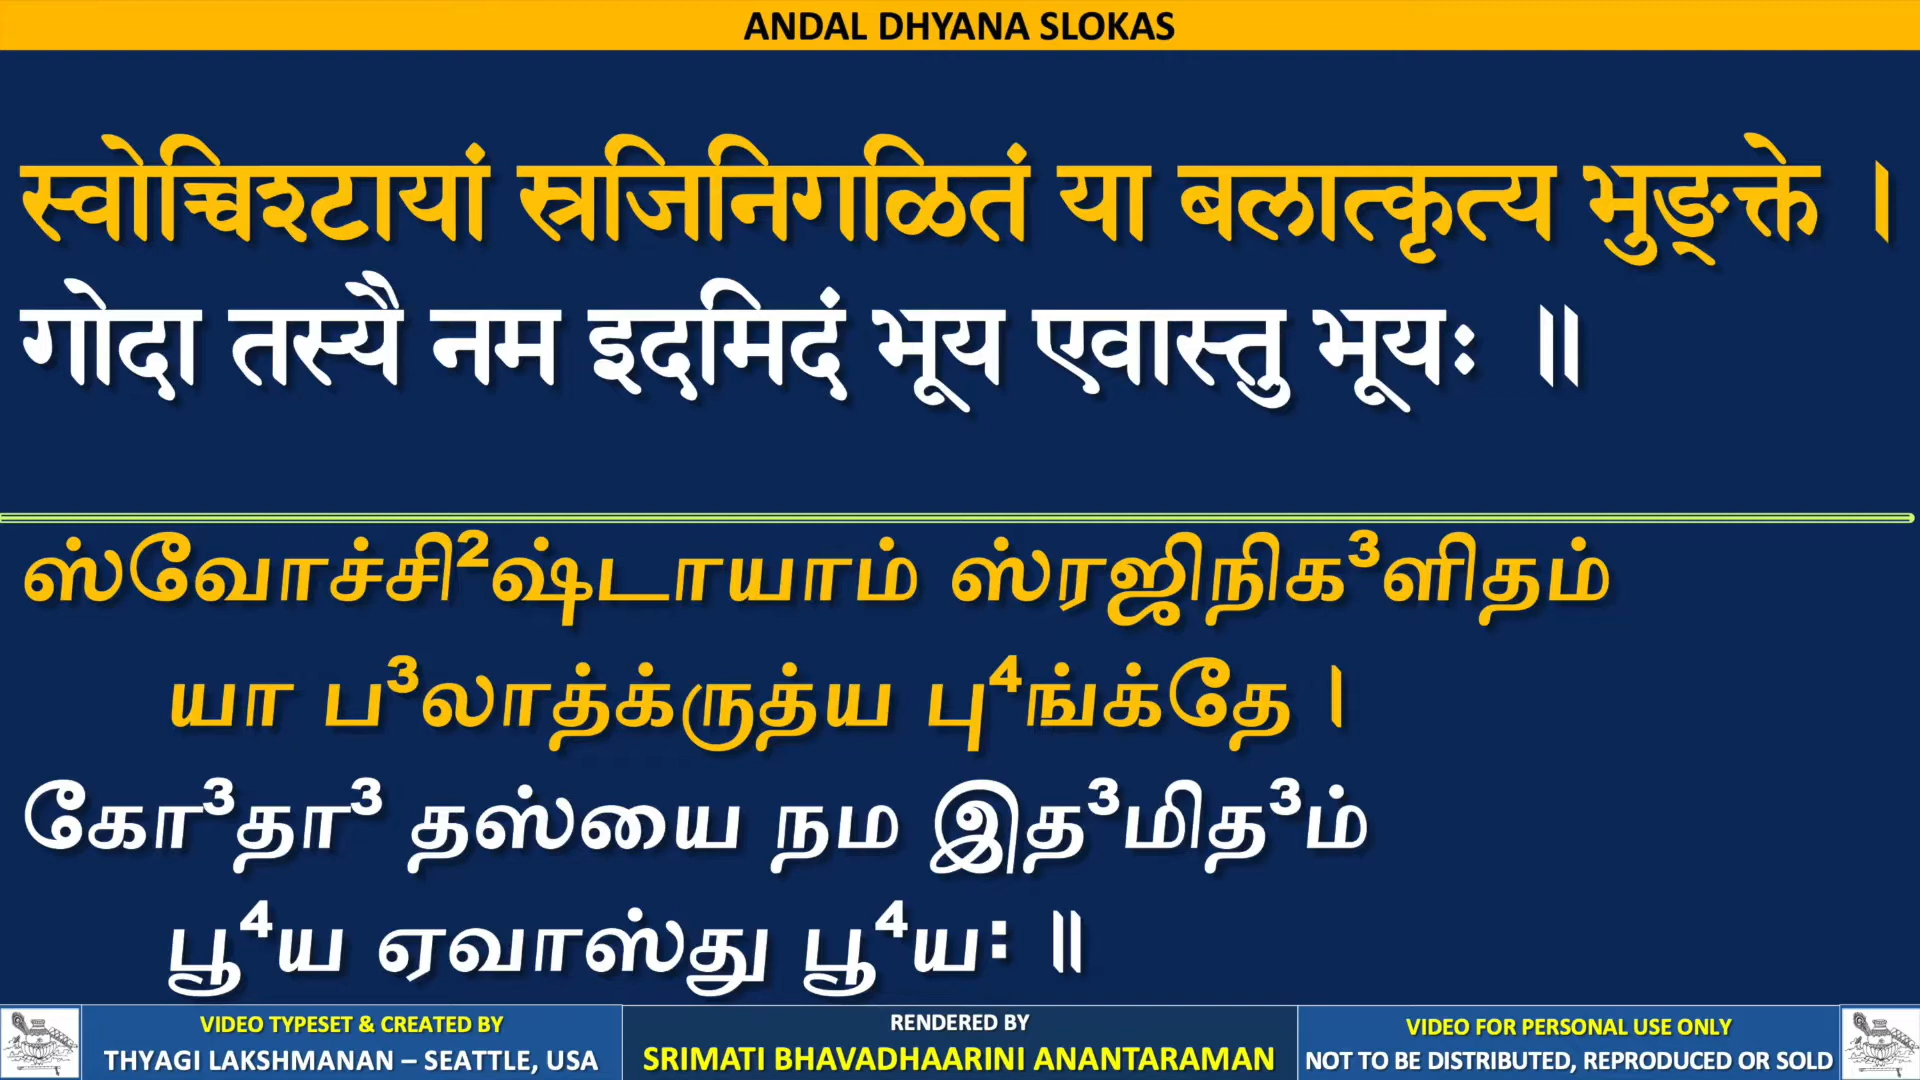 ANDAL DHYANA SLOKAS
स्वोच्चिश्टायां स्रजिनिगळितं या बलात्कृत्य भुङ्क्ते ।
गोदा तस्यै नम इदमिदं भूय एवास्तु भूयः ॥
ஸ்வோச்சி²ஷ்டாயாம் ஸ்ரஜிநிக³ளிதம்
யா ப³லாத்க்ருத்ய பு⁴ங்க்தே ।
கோ³தா³ தஸ்யை நம இத³மித³ம்
பூ⁴ய ஏவாஸ்து பூ⁴ய꞉ ॥
VIDEO TYPESET & CREATED BY
THYAGI LAKSHMANAN – SEATTLE, USA
RENDERED BY
SRIMATI BHAVADHAARINI ANANTARAMAN
VIDEO FOR PERSONAL USE ONLY
NOT TO BE DISTRIBUTED, REPRODUCED OR SOLD